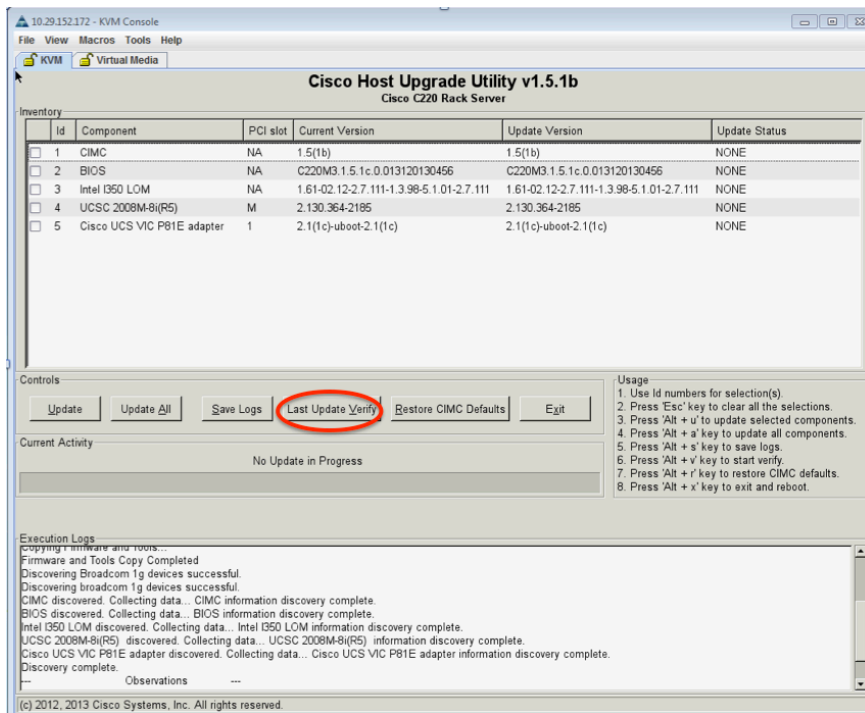 10.29.152.172 - KVM Console
File View Macros Tools Help
KVM Virtual Media
Cisco Host Upgrade Utility v1.5.1b
Cisco C220 Rack Server
Inventory
Id Component PCI slot Current Version Update Version Update Status
1 CIMC NA 1.5(1b) 1.5(1b) NONE
2 BIOS NA C220M3.1.5.1c.0.013120130456 C220M3.1.5.1c.0.013120130456 NONE
3 Intel I350 LOM NA 1.61-02.12-2.7.111-1.3.98-5.1.01-2.7.111 1.61-02.12-2.7.111-1.3.98-5.1.01-2.7.111 NONE
4 UCSC 2008M-8i(R5) M 2.130.364-2185 2.130.364-2185 NONE
5 Cisco UCS VIC P81E adapter 1 2.1(1c)-uboot-2.1(1c) 2.1(1c)-uboot-2.1(1c) NONE
Controls
Update Update All Save Logs Last Update Verify Restore CIMC Defaults Exit
Usage
1. Use Id numbers for selection(s).
2. Press 'Esc' key to clear all the selections.
3. Press 'Alt + u' to update selected components.
4. Press 'Alt + a' key to update all components.
5. Press 'Alt + s' key to save logs.
6. Press 'Alt + v' key to start verify.
7. Press 'Alt + r' key to restore CIMC defaults.
8. Press 'Alt + x' key to exit and reboot.
Current Activity
No Update in Progress
Execution Logs
Copying Firmware and Tools...
Firmware and Tools Copy Completed
Discovering Broadcom 1g devices successful.
Discovering broadcom 1g devices successful.
CIMC discovered. Collecting data... CIMC information discovery complete.
BIOS discovered. Collecting data... BIOS information discovery complete.
Intel I350 LOM discovered. Collecting data... Intel I350 LOM information discovery complete.
UCSC 2008M-8i(R5) discovered. Collecting data... UCSC 2008M-8i(R5) information discovery complete.
Cisco UCS VIC P81E adapter discovered. Collecting data... Cisco UCS VIC P81E adapter information discovery complete.
Discovery complete.
--- Observations ---
(c) 2012, 2013 Cisco Systems, Inc. All rights reserved.